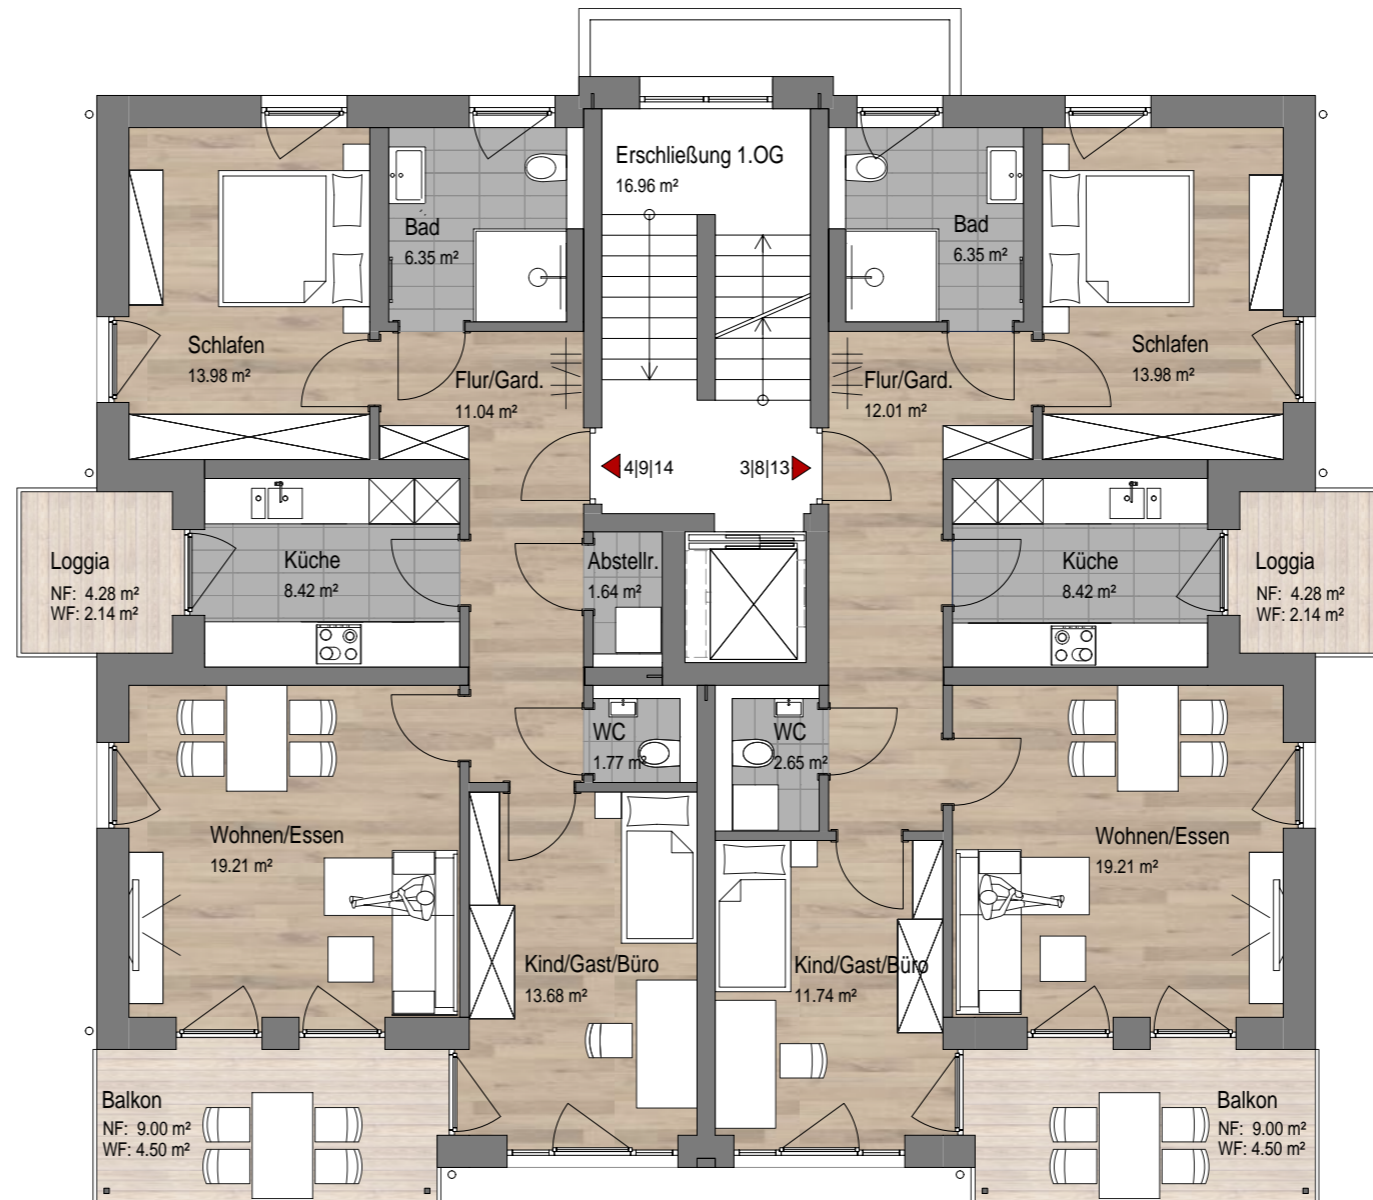 Erschließung 1.OG
16.96 m²
Bad
6.35 m²
Bad
6.35 m²
Schlafen
13.98 m²
Schlafen
13.98 m²
Flur/Gard.
11.04 m²
Flur/Gard.
12.01 m²
4|9|14
3|8|13
Loggia
NF: 4.28 m²
WF: 2.14 m²
Küche
8.42 m²
Abstellr.
1.64 m²
Küche
8.42 m²
Loggia
NF: 4.28 m²
WF: 2.14 m²
WC
1.77 m²
WC
2.65 m²
Wohnen/Essen
19.21 m²
Wohnen/Essen
19.21 m²
Kind/Gast/Büro
13.68 m²
Kind/Gast/Büro
11.74 m²
Balkon
NF: 9.00 m²
WF: 4.50 m²
Balkon
NF: 9.00 m²
WF: 4.50 m²